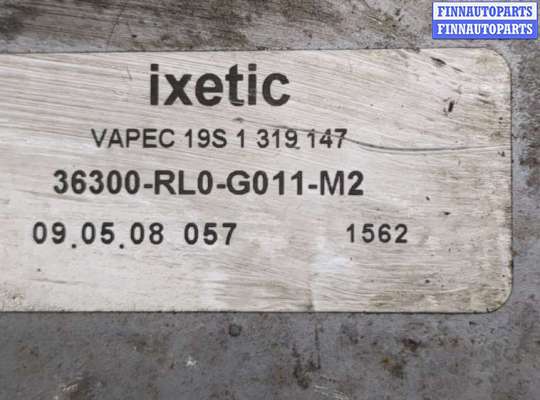 FINNAUTOPARTS
FINNAUTOPARTS
ixetic
VAPEC 19S 1 319 147
36300-RL0-G011-M2
09.05.08 057 1562